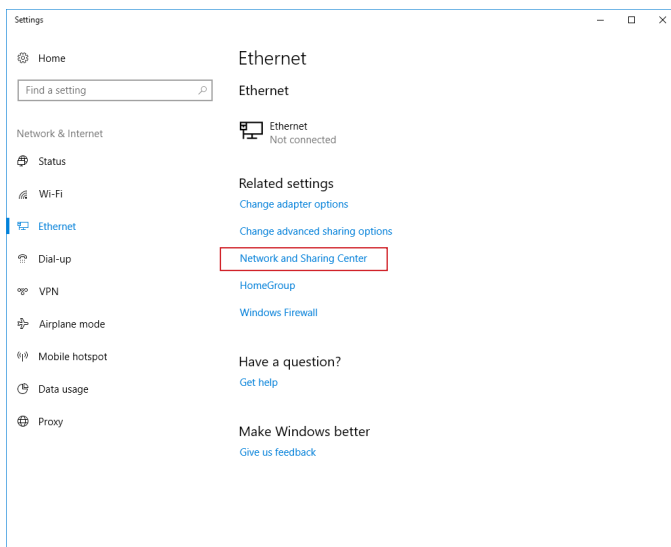 Settings
Home
Find a setting
Network & Internet
Status
Wi-Fi
Ethernet
Dial-up
VPN
Airplane mode
Mobile hotspot
Data usage
Proxy
Ethernet
Ethernet
Ethernet
Not connected
Related settings
Change adapter options
Change advanced sharing options
Network and Sharing Center
HomeGroup
Windows Firewall
Have a question?
Get help
Make Windows better
Give us feedback